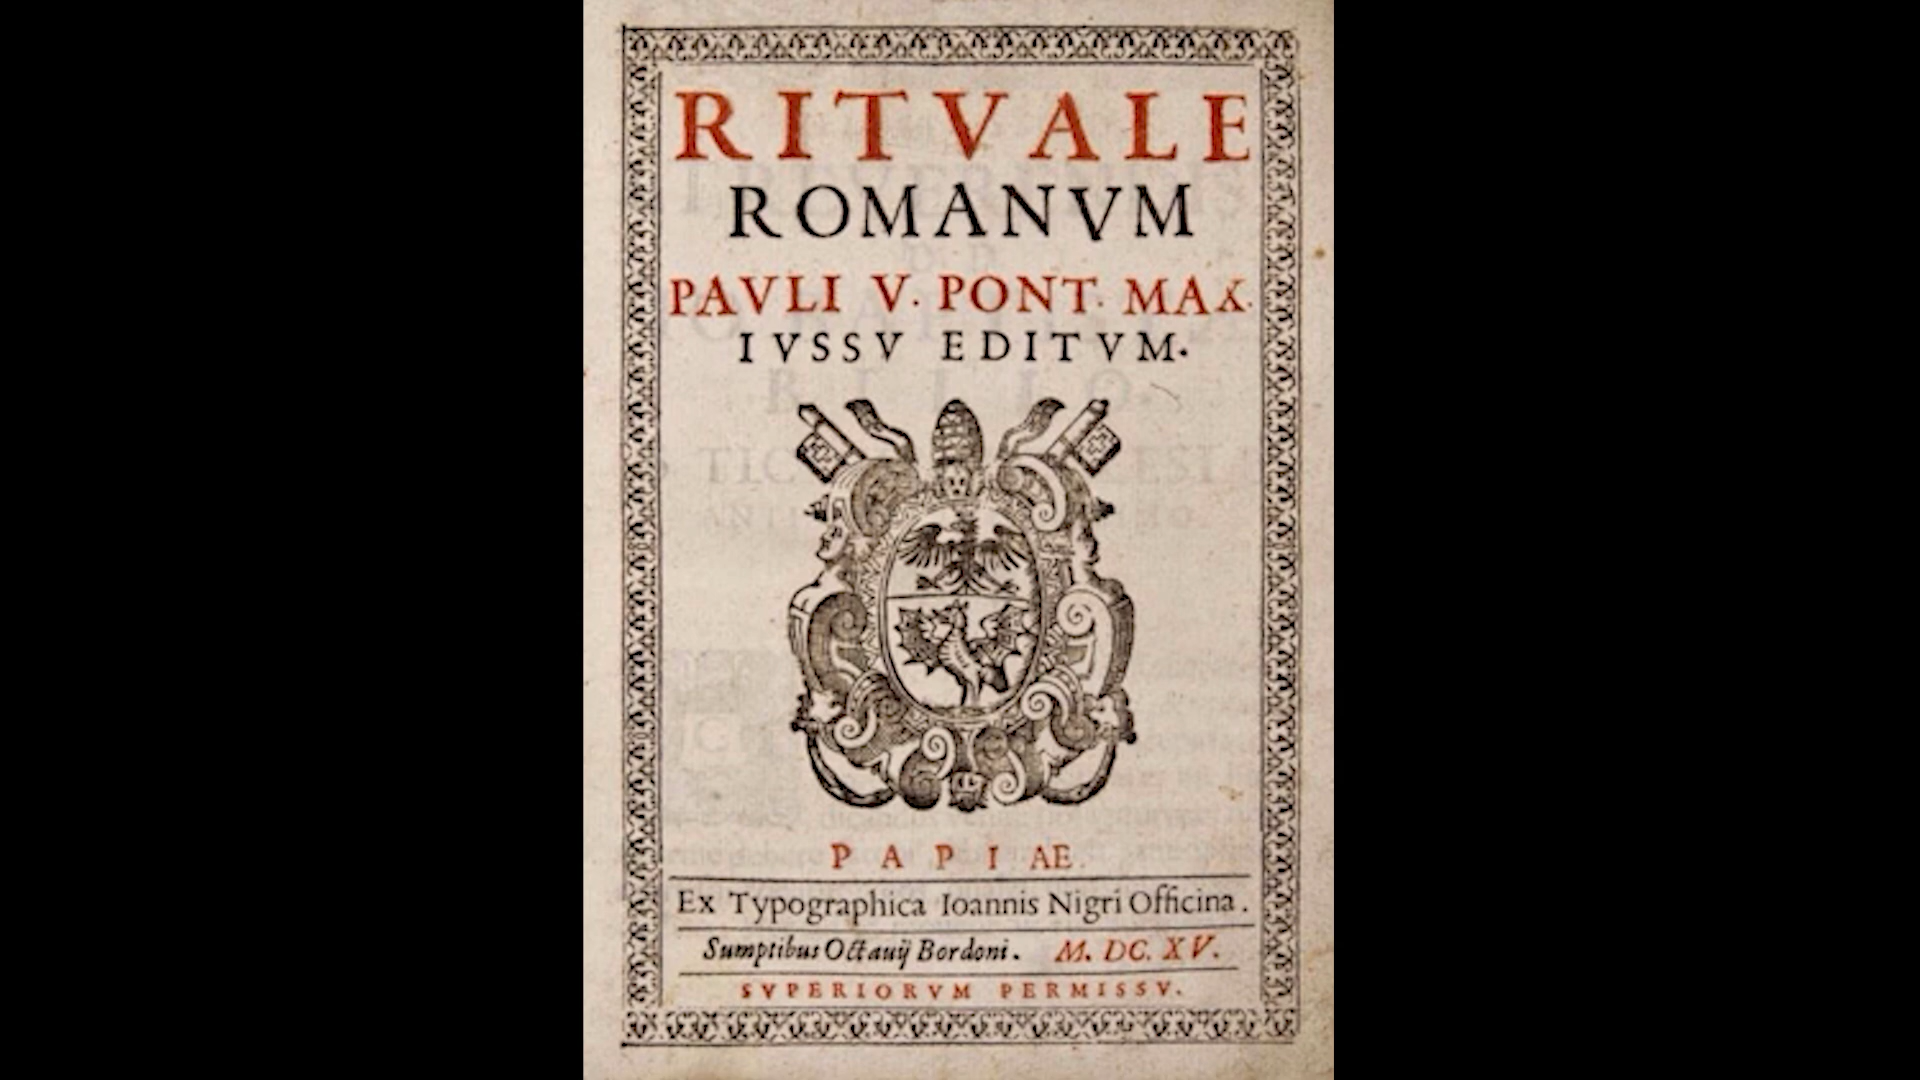 RITVALE
ROMANVM
PAVLI V. PONT. MAX.
IVSSV EDITVM.
PAPIAE
Ex Typographica Ioannis Nigri Officina.
Sumptibus Octauij Bordoni. M. DC. XV.
SVPERIORVM PERMISSV.